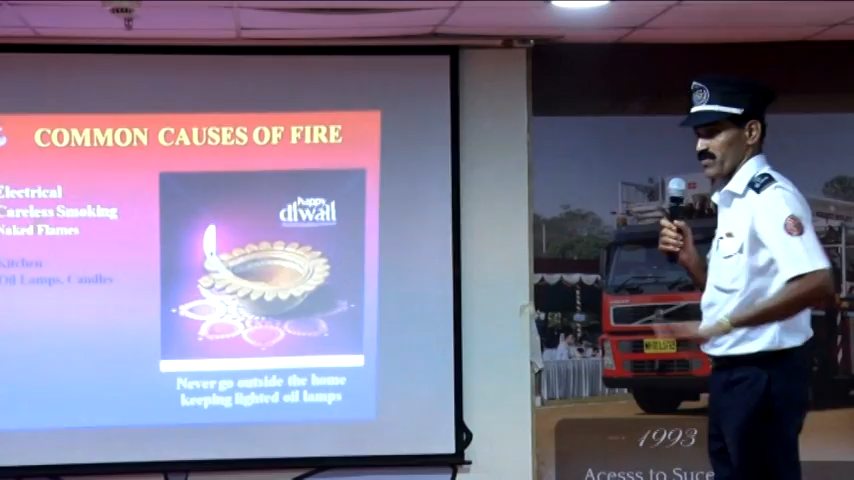 COMMON CAUSES OF FIRE
Electrical
Careless Smoking
Naked Flames
Kitchen
Oil Lamps, Candles
happy
diwali
Never go outside the home
keeping lighted oil lamps
1993
Acesss to Suce